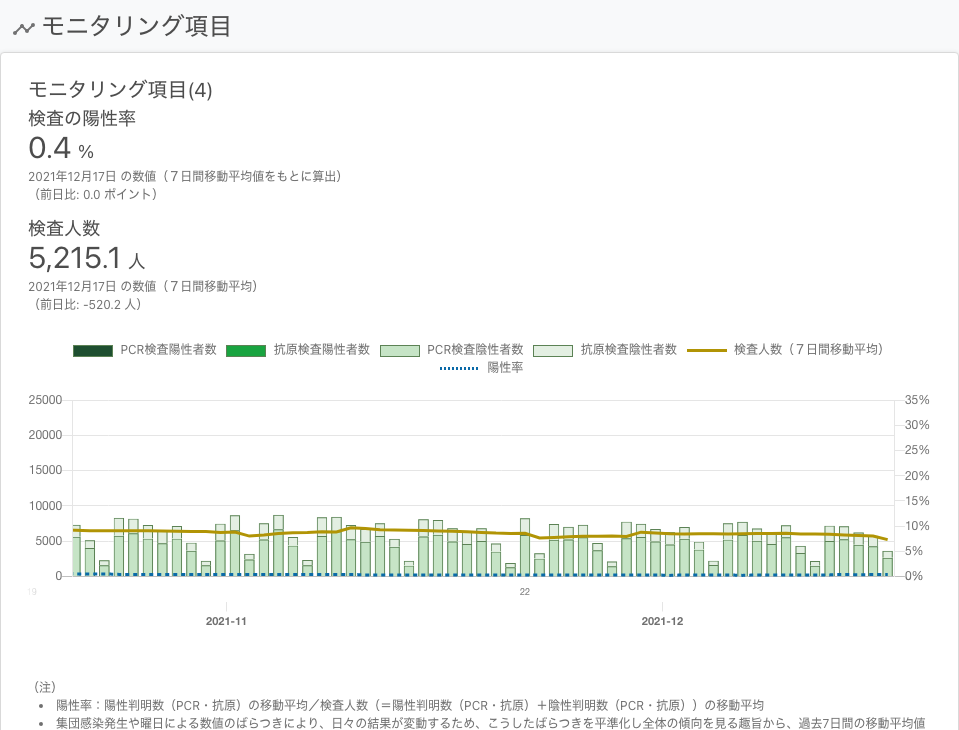 モニタリング項目
モニタリング項目(4)
検査の陽性率
0.4 %
2021年12月17日 の数値（７日間移動平均値をもとに算出）
（前日比: 0.0 ポイント）
検査人数
5,215.1 人
2021年12月17日 の数値（７日間移動平均）
（前日比: -520.2 人）
PCR検査陽性者数 抗原検査陽性者数 PCR検査陰性者数 抗原検査陰性者数 検査人数（７日間移動平均）
陽性率
25000 35%
20000 30%
15000 25%
10000 20%
5000 15%
0 10%
5%
0%
19 22
2021-11 2021-12
（注）
• 陽性率：陽性判明数（PCR・抗原）の移動平均／検査人数（＝陽性判明数（PCR・抗原）＋陰性判明数（PCR・抗原））の移動平均
• 集団感染発生や曜日による数値のばらつきにより、日々の結果が変動するため、こうしたばらつきを平準化し全体の傾向を見る趣旨から、過去7日間の移動平均値